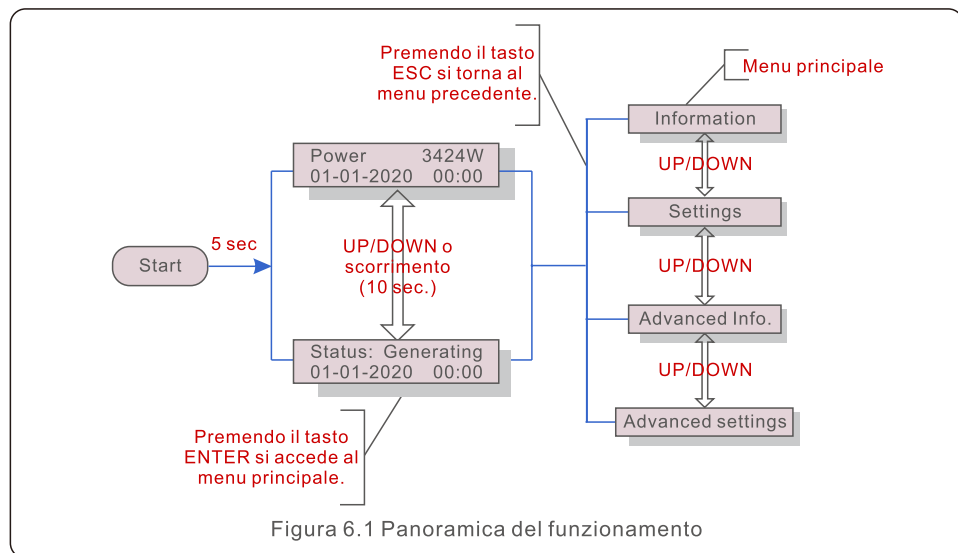 Premendo il tasto
ESC si torna al
menu precedente.
Menu principale
Information
UP/DOWN
Settings
UP/DOWN
Advanced Info.
UP/DOWN
Advanced settings
Power 3424W
01-01-2020 00:00
5 sec
Start
UP/DOWN o
scorrimento
(10 sec.)
Status: Generating
01-01-2020 00:00
Premendo il tasto
ENTER si accede al
menu principale.
Figura 6.1 Panoramica del funzionamento